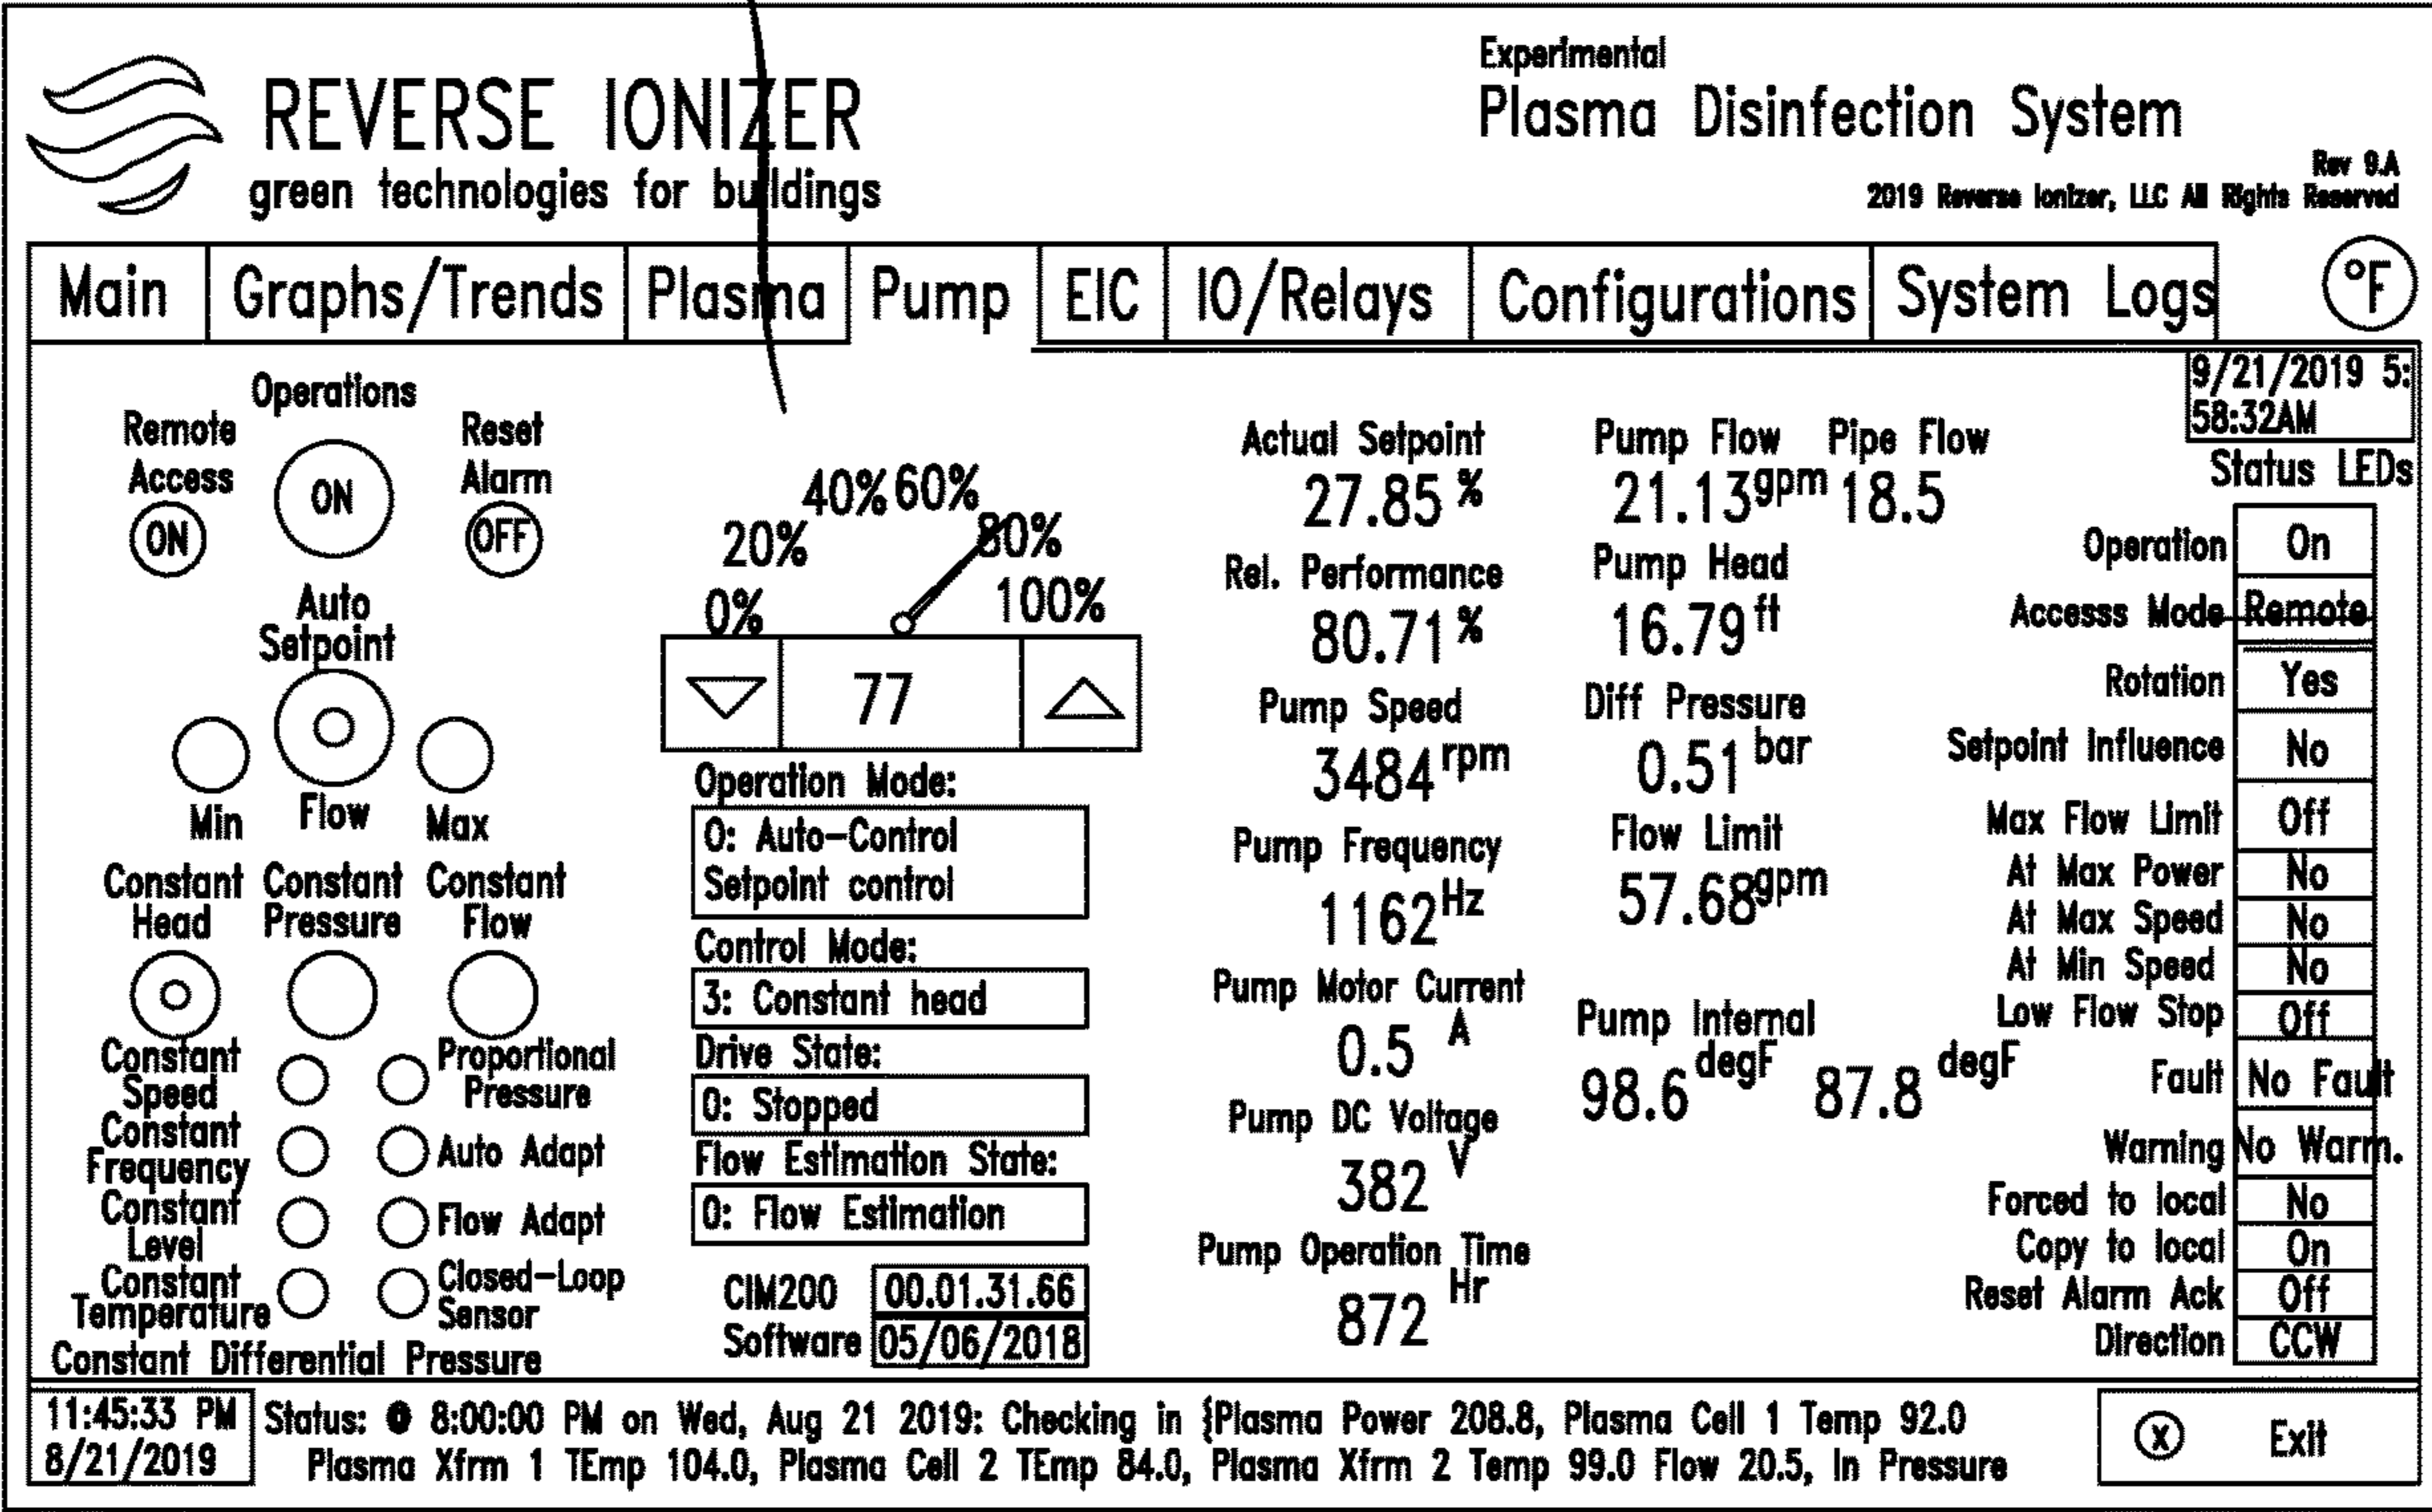 REVERSE IONIZER
green technologies for buildings
Experimental
Plasma Disinfection System
Rev 9.A
2019 Reverse Ionizer, LLC All Rights Reserved
Main Graphs/Trends Plasma Pump EIC IO/Relays Configurations System Logs °F
9/21/2019 5:
58:32AM
Operations
Remote
Access
ON
ON
Reset
Alarm
OFF
Auto
Setpoint
Min Flow Max
Constant
Head
Constant
Pressure
Constant
Flow
Constant
Speed
Proportional
Pressure
Constant
Frequency
Auto Adapt
Constant
Level
Flow Adapt
Constant
Temperature
Closed-Loop
Sensor
Constant Differential Pressure
0% 20% 40% 60% 80% 100%
77
Operation Mode:
0: Auto-Control
Setpoint control
Control Mode:
3: Constant head
Drive State:
0: Stopped
Flow Estimation State:
0: Flow Estimation
CIM200 00.01.31.66
Software 05/06/2018
Actual Setpoint
27.85 %
Rel. Performance
80.71 %
Pump Speed
3484 rpm
Pump Frequency
1162 Hz
Pump Motor Current
0.5 A
Pump DC Voltage
382 V
Pump Operation Time
872 Hr
Pump Flow
21.13 gpm
Pipe Flow
18.5
Pump Head
16.79 ft
Diff Pressure
0.51 bar
Flow Limit
57.68 gpm
Pump Internal
98.6 degF 87.8 degF
Status LEDs
Operation On
Accesss Mode Remote
Rotation Yes
Setpoint Influence No
Max Flow Limit Off
At Max Power No
At Max Speed No
At Min Speed No
Low Flow Stop Off
Fault No Fault
Warning No Warm.
Forced to local No
Copy to local On
Reset Alarm Ack Off
Direction CCW
11:45:33 PM
8/21/2019
Status: @ 8:00:00 PM on Wed, Aug 21 2019: Checking in {Plasma Power 208.8, Plasma Cell 1 Temp 92.0
Plasma Xfrm 1 TEmp 104.0, Plasma Cell 2 TEmp 84.0, Plasma Xfrm 2 Temp 99.0 Flow 20.5, In Pressure
X Exit